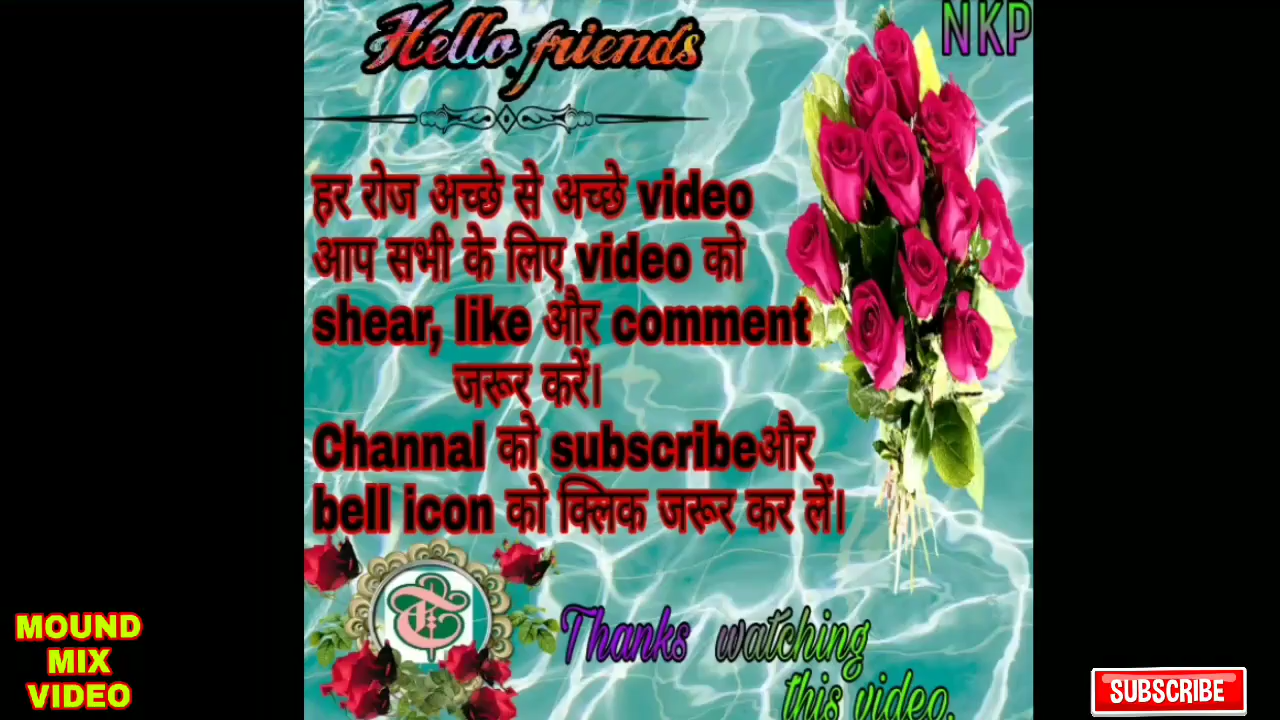 Hello friends
NKP
हर रोज अच्छे से अच्छे video
आप सभी के लिए video को
shear, like और comment
जरूर करें।
Channal को subscribeऔर
bell icon को क्लिक जरूर कर लें।
Thanks watching
this video.
MOUND
MIX
VIDEO
SUBSCRIBE